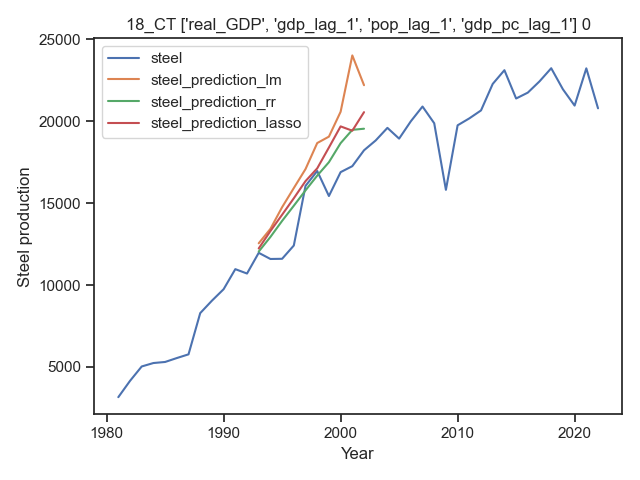 18_CT ['real_GDP', 'gdp_lag_1', 'pop_lag_1', 'gdp_pc_lag_1'] 0
steel
steel_prediction_lm
steel_prediction_rr
steel_prediction_lasso
25000
20000
15000
10000
5000
Steel production
1980
1990
2000
2010
2020
Year